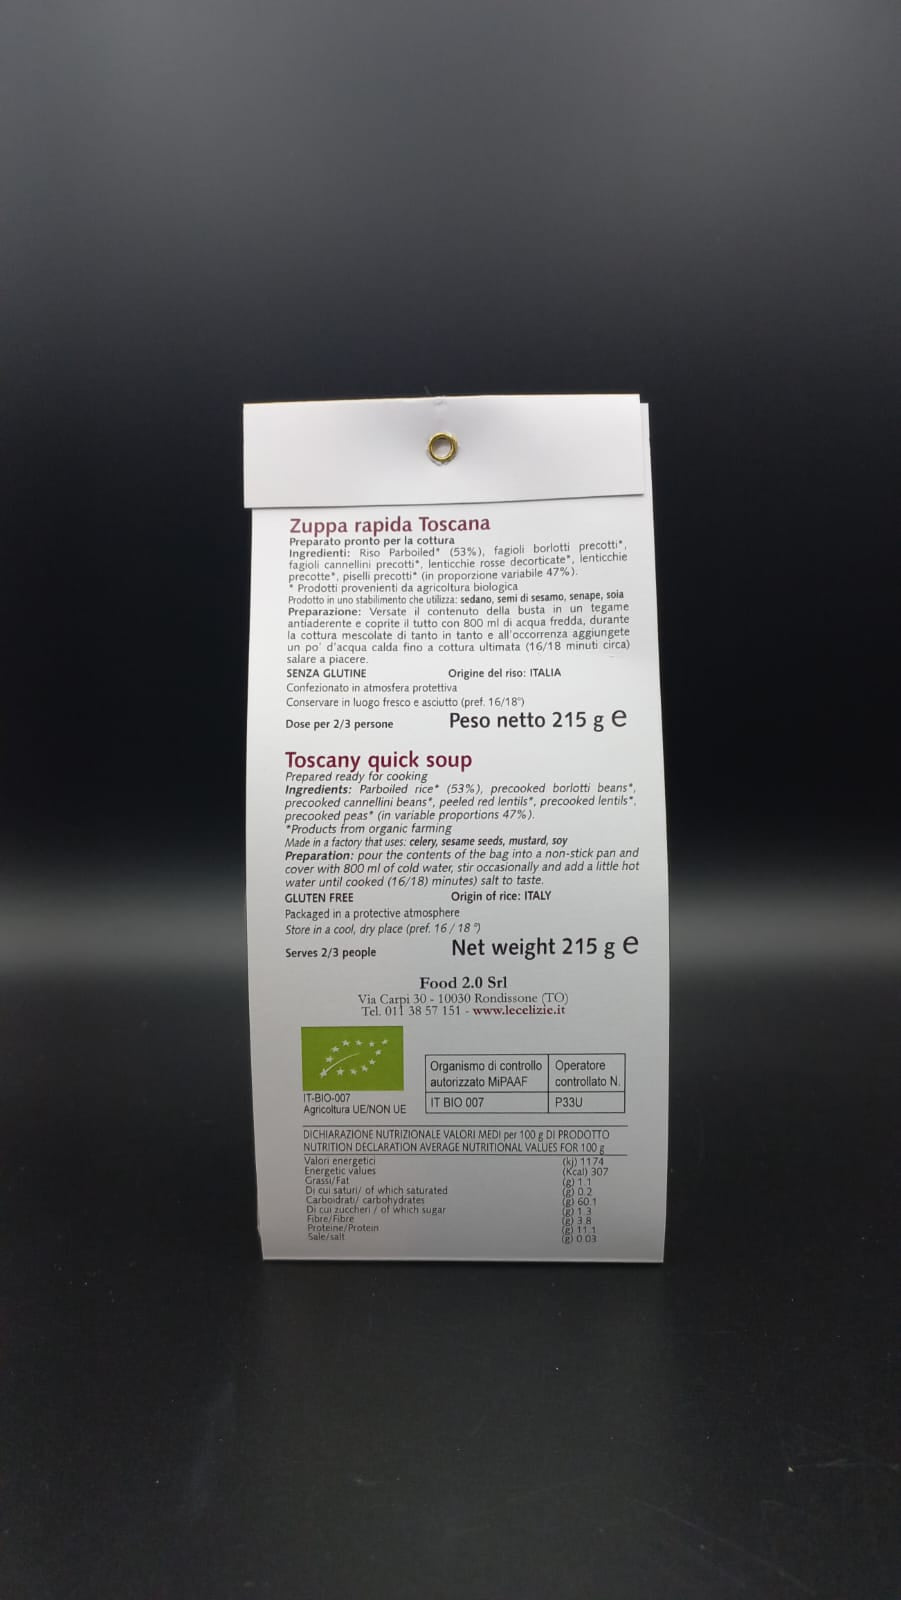 Zuppa rapida Toscana
Preparato pronto per la cottura
Ingredienti: Riso Parboiled* (53%), fagioli borlotti precotti*,
fagioli cannellini precotti*, lenticchie rosse decorticate*, lenticchie
precotte*, piselli precotti* (in proporzione variabile 47%).
* Prodotti provenienti da agricoltura biologica
Prodotto in uno stabilimento che utilizza: sedano, semi di sesamo, senape, soia
Preparazione: Versate il contenuto della busta in un tegame
antiaderente e coprite il tutto con 800 ml di acqua fredda, durante
la cottura mescolate di tanto in tanto e all'occorrenza aggiungete
un po' d'acqua calda fino a cottura ultimata (16/18 minuti circa)
salare a piacere.
SENZA GLUTINE Origine del riso: ITALIA
Confezionato in atmosfera protettiva
Conservare in luogo fresco e asciutto (pref. 16/18°)
Dose per 2/3 persone Peso netto 215 g e
Toscany quick soup
Prepared ready for cooking
Ingredients: Parboiled rice* (53%), precooked borlotti beans*,
precooked cannellini beans*, peeled red lentils*, precooked lentils*,
precooked peas* (in variable proportions 47%).
*Products from organic farming
Made in a factory that uses: celery, sesame seeds, mustard, soy
Preparation: pour the contents of the bag into a non-stick pan and
cover with 800 ml of cold water, stir occasionally and add a little hot
water until cooked (16/18) minutes) salt to taste.
GLUTEN FREE Origin of rice: ITALY
Packaged in a protective atmosphere
Store in a cool, dry place (pref. 16 / 18 °)
Serves 2/3 people Net weight 215 g e
Food 2.0 Srl
Via Carpi 30 - 10030 Rondissone (TO)
Tel. 011 38 57 151 - www.lecelizie.it
IT-BIO-007
Agricoltura UE/NON UE
Organismo di controllo autorizzato MiPAAF Operatore controllato N.
IT BIO 007 P33U
DICHIARAZIONE NUTRIZIONALE VALORI MEDI per 100 g DI PRODOTTO
NUTRITION DECLARATION AVERAGE NUTRITIONAL VALUES FOR 100 g
Valori energetici (kj) 1174
Energetic values (Kcal) 307
Grassi/Fat (g) 1.1
Di cui saturi/ of which saturated (g) 0.2
Carboidrati/ carbohydrates (g) 60.1
Di cui zuccheri / of which sugar (g) 1.3
Fibre/Fibre (g) 3.8
Proteine/Protein (g) 11.1
Sale/salt (g) 0.03